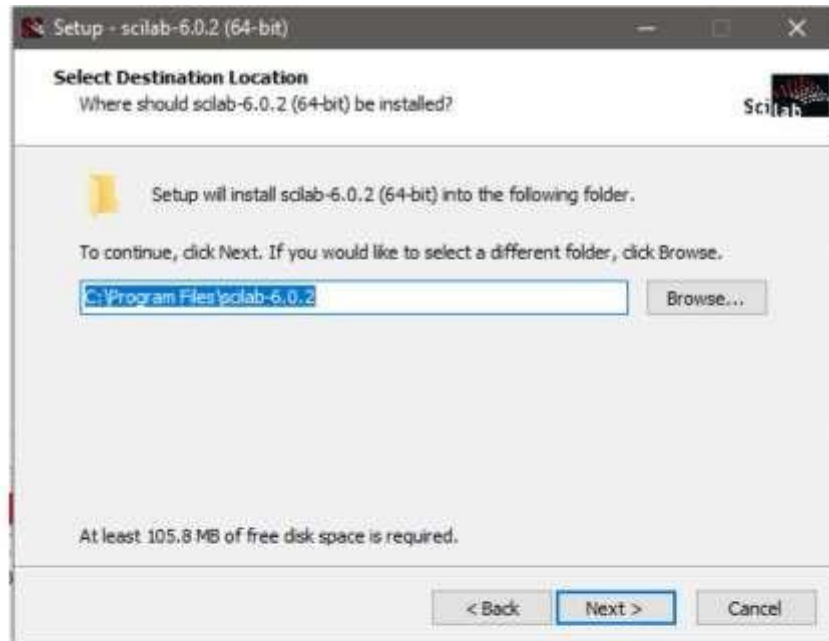 Setup - scilab-6.0.2 (64-bit)
Select Destination Location
Where should scilab-6.0.2 (64-bit) be installed?
Scilab
Setup will install scilab-6.0.2 (64-bit) into the following folder.
To continue, click Next. If you would like to select a different folder, click Browse.
C:\Program Files\scilab-6.0.2
Browse...
At least 105.8 MB of free disk space is required.
< Back
Next >
Cancel